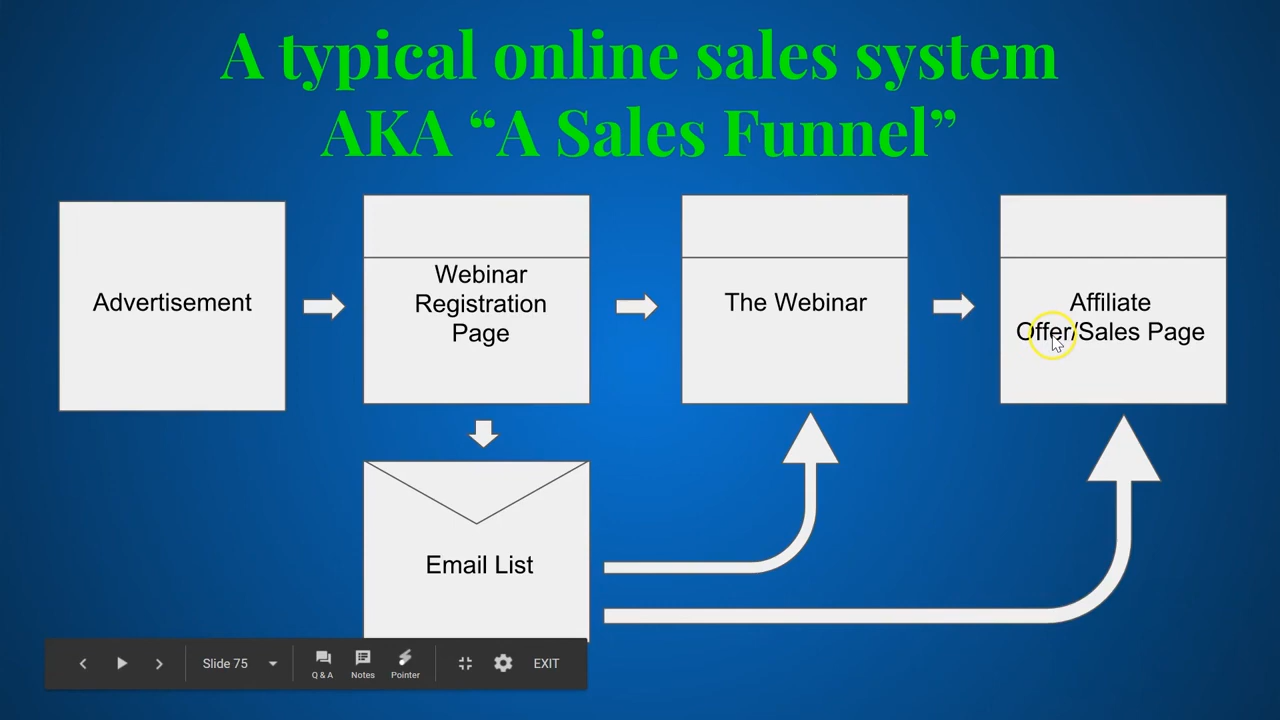 A typical online sales system
AKA “A Sales Funnel”
Advertisement
Webinar
Registration
Page
The Webinar
Affiliate
Offer/Sales Page
Email List
Slide 75
Q & A
Notes
Pointer
EXIT